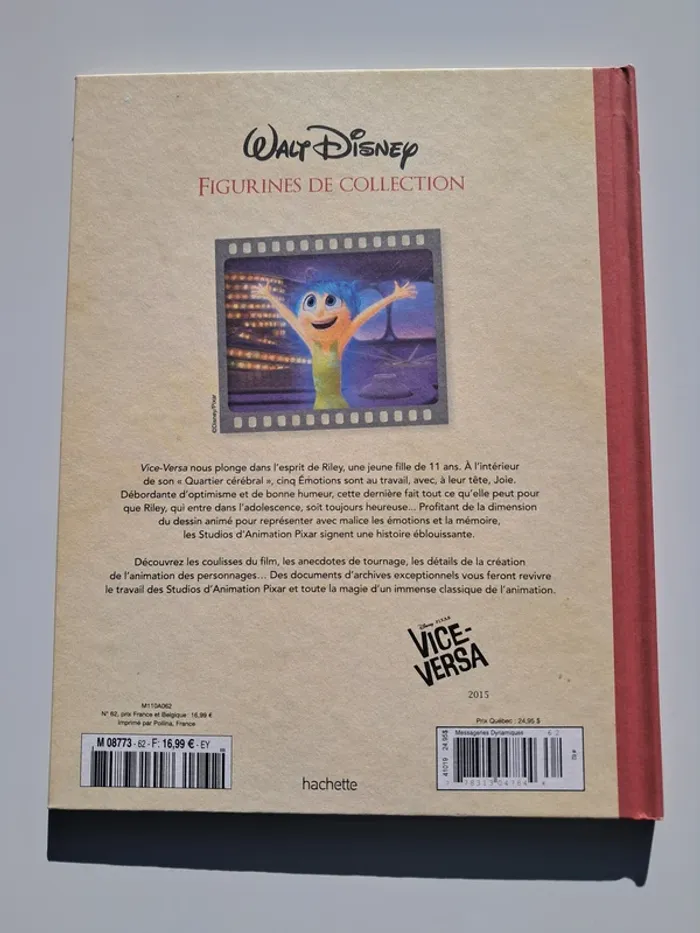 WALT DISNEY
FIGURINES DE COLLECTION
©Disney/Pixar
Vice-Versa nous plonge dans l'esprit de Riley, une jeune fille de 11 ans. À l'intérieur
de son « Quartier cérébral », cinq Émotions sont au travail, avec, à leur tête, Joie.
Débordante d'optimisme et de bonne humeur, cette dernière fait tout ce qu'elle peut pour
que Riley, qui entre dans l'adolescence, soit toujours heureuse... Profitant de la dimension
du dessin animé pour représenter avec malice les émotions et la mémoire,
les Studios d'Animation Pixar signent une histoire éblouissante.
Découvrez les coulisses du film, les anecdotes de tournage, les détails de la création
de l'animation des personnages... Des documents d'archives exceptionnels vous feront revivre
le travail des Studios d'Animation Pixar et toute la magie d'un immense classique de l'animation.
DISNEY PIXAR
VICE-
VERSA
2015
M110A062
N° 62, prix France et Belgique : 16,99 €
Imprimé par Pollina, France
M 08773 - 62 - F: 16,99 € - EY
hachette
Prix Québec : 24,95 $
Messageries Dynamiques 62
41019 24,95$